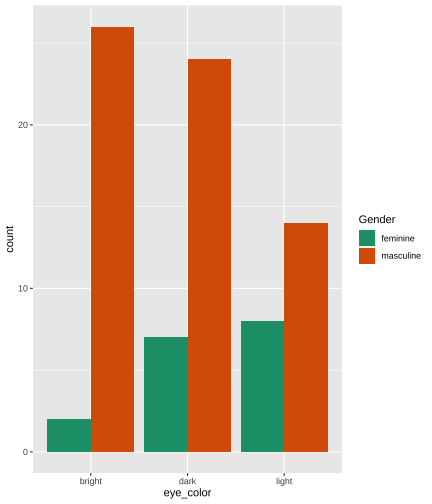 20
10
0
count
bright
dark
light
eye_color
Gender
feminine
masculine